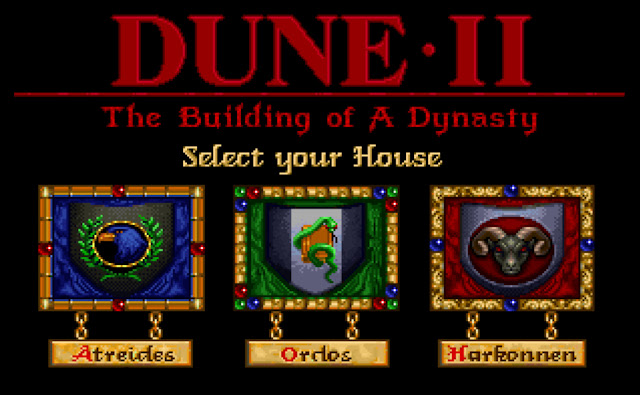 DUNE · II
The Building of A Dynasty
Select your House
Atreides
Ordos
Harkonnen